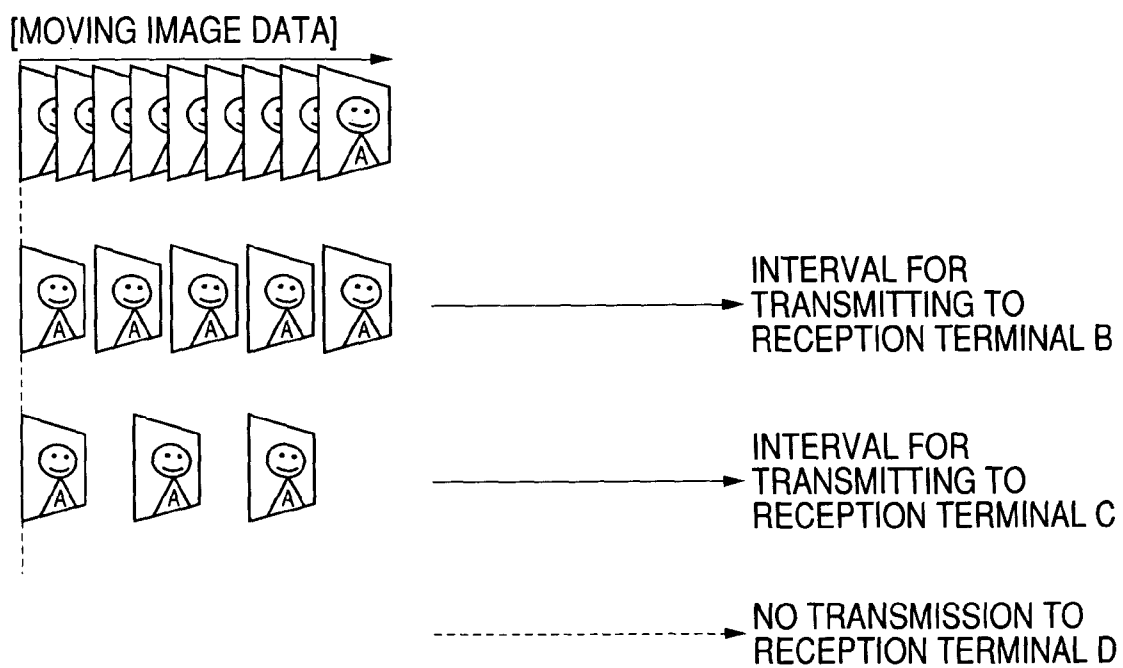 [MOVING IMAGE DATA]
A
A A A A A
INTERVAL FOR
TRANSMITTING TO
RECEPTION TERMINAL B
A A A
INTERVAL FOR
TRANSMITTING TO
RECEPTION TERMINAL C
NO TRANSMISSION TO
RECEPTION TERMINAL D